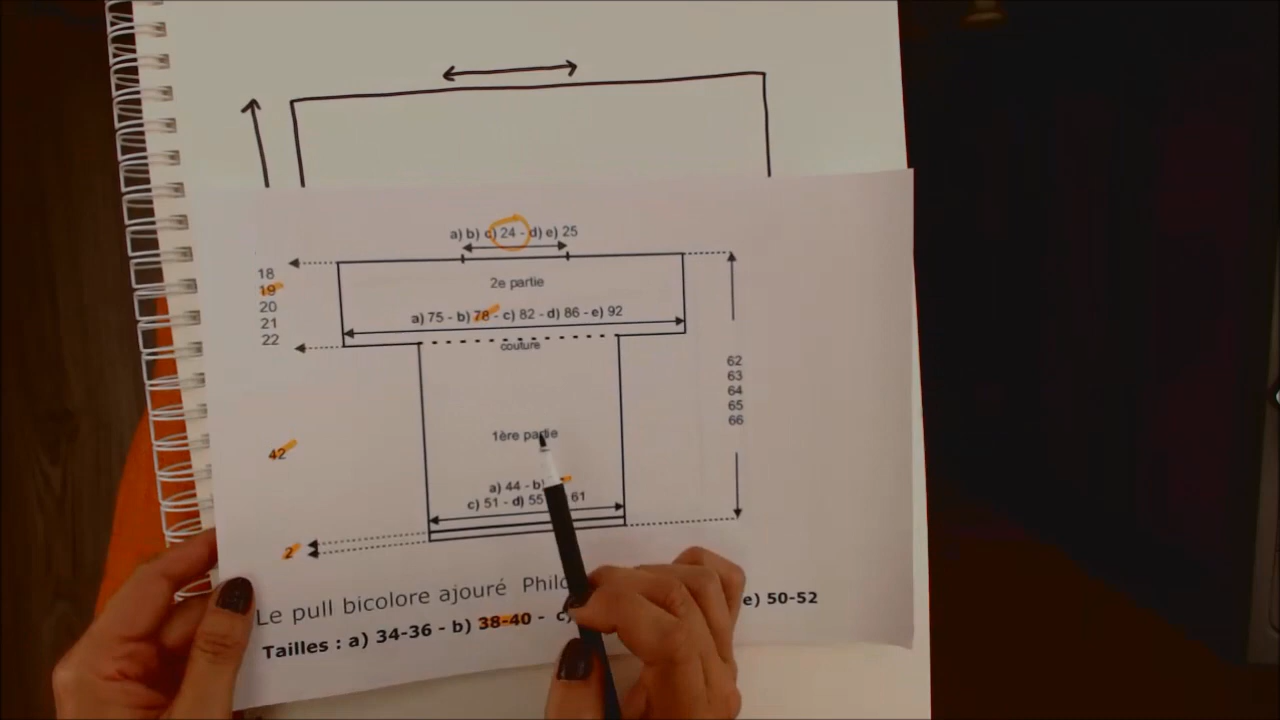 a) b) c) 24 - d) e) 25
18
19
20
21
22
2e partie
a) 75 - b) 78 - c) 82 - d) 86 - e) 92
couture
62
63
64
65
66
42
1ère partie
a) 44 - b)
c) 51 - d) 55 61
2
Le pull bicolore ajouré
Tailles : a) 34-36 - b) 38-40 - c) e) 50-52